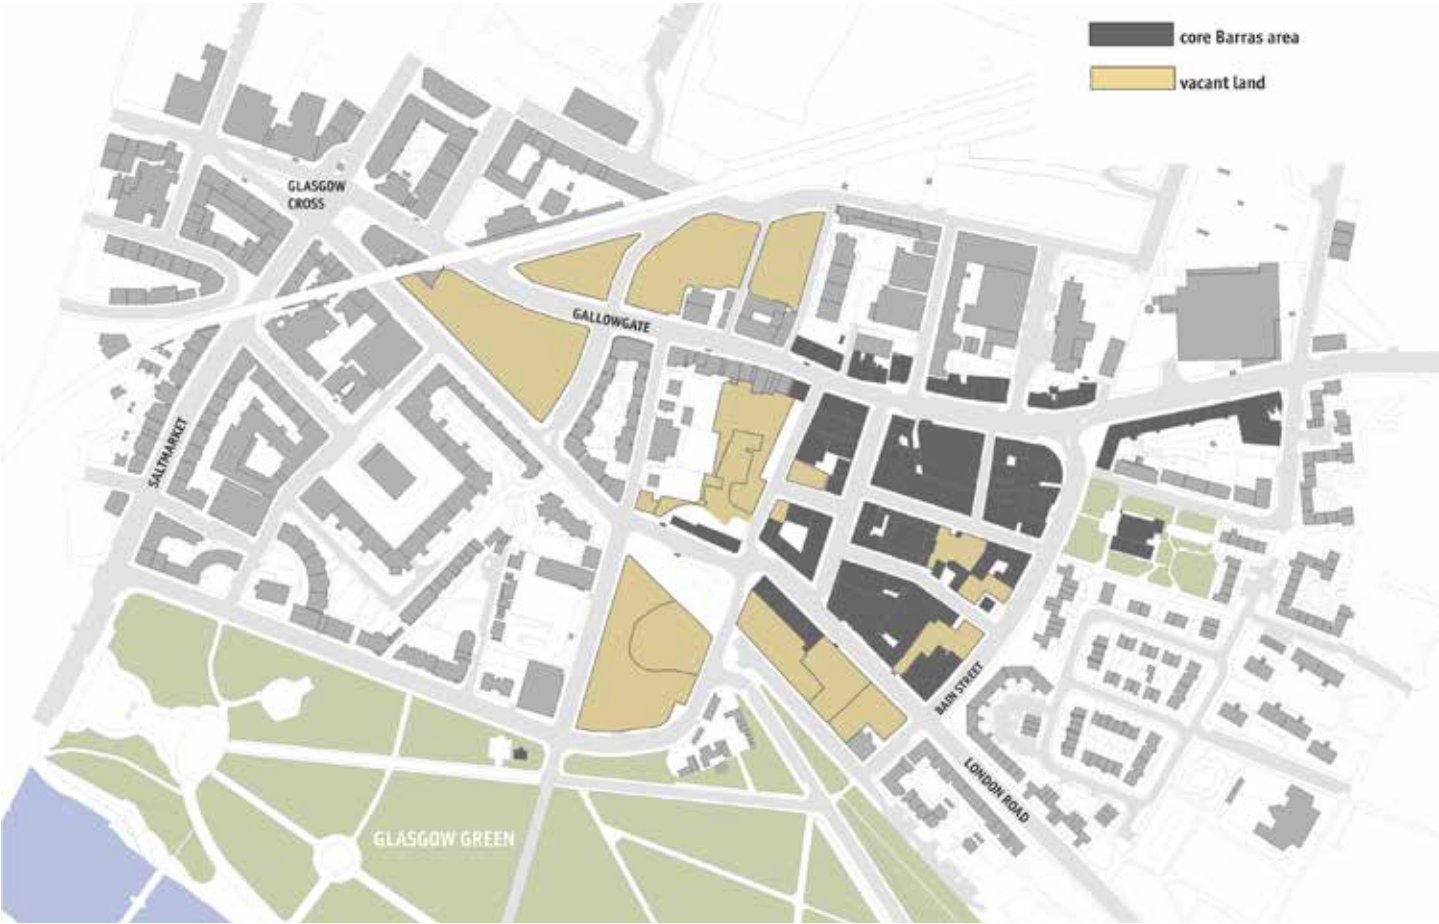 core Barras area
vacant land
GLASGOW
CROSS
GALLOWGATE
SALTMARKET
BAIN STREET
LONDON ROAD
GLASGOW GREEN